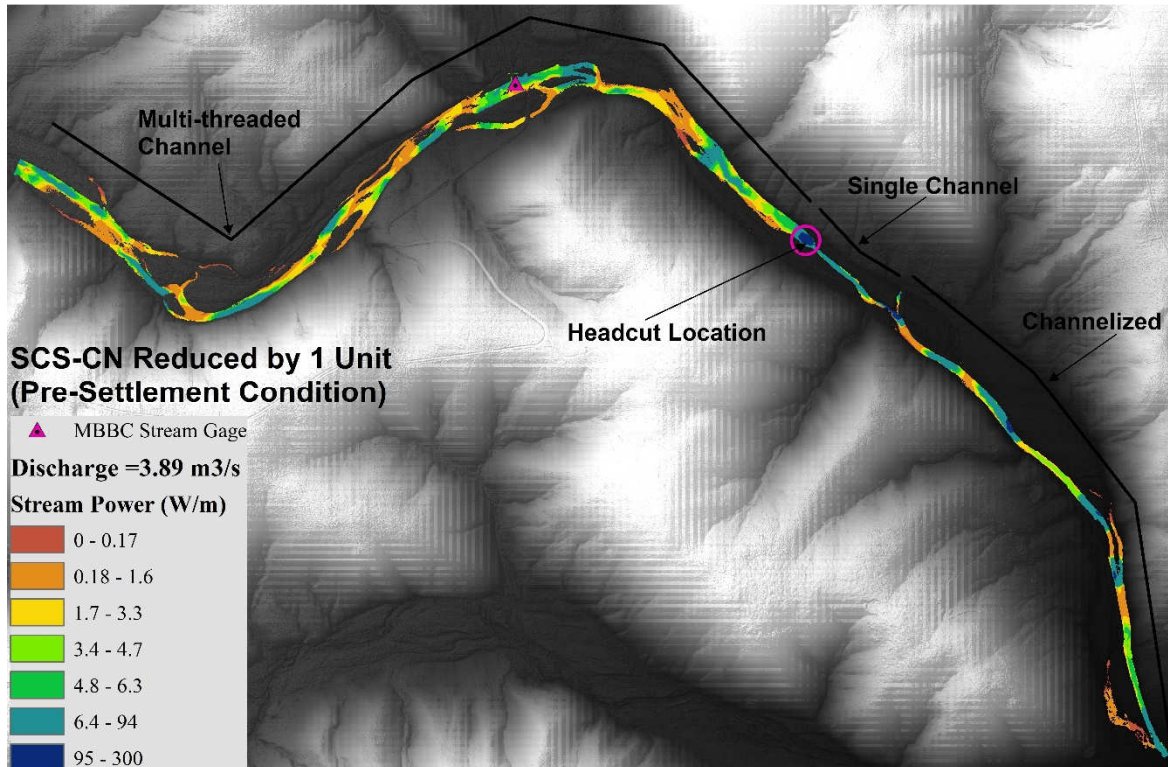 Multi-threaded
Channel
Single Channel
Headcut Location
Channelized
SCS-CN Reduced by 1 Unit
(Pre-Settlement Condition)
MBBC Stream Gage
Discharge =3.89 m3/s
Stream Power (W/m)
0 - 0.17
0.18 - 1.6
1.7 - 3.3
3.4 - 4.7
4.8 - 6.3
6.4 - 94
95 - 300